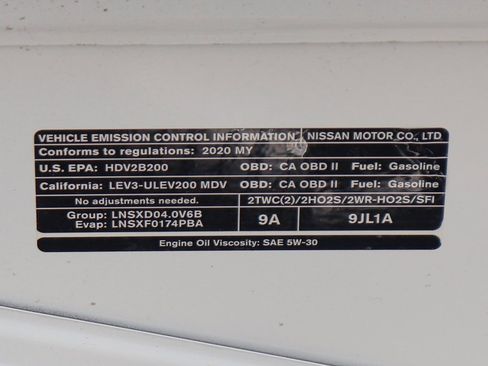 VEHICLE EMISSION CONTROL INFORMATION NISSAN MOTOR CO., LTD
Conforms to regulations: 2020 MY
U.S. EPA: HDV2B200 OBD: CA OBD II Fuel: Gasoline
California: LEV3-ULEV200 MDV OBD: CA OBD II Fuel: Gasoline
No adjustments needed. 2TWC(2)/2HO2S/2WR-HO2S/SFI
Group: LNSXD04.0V6B
Evap: LNSXF0174PBA
9A 9JL1A
Engine Oil Viscosity: SAE 5W-30